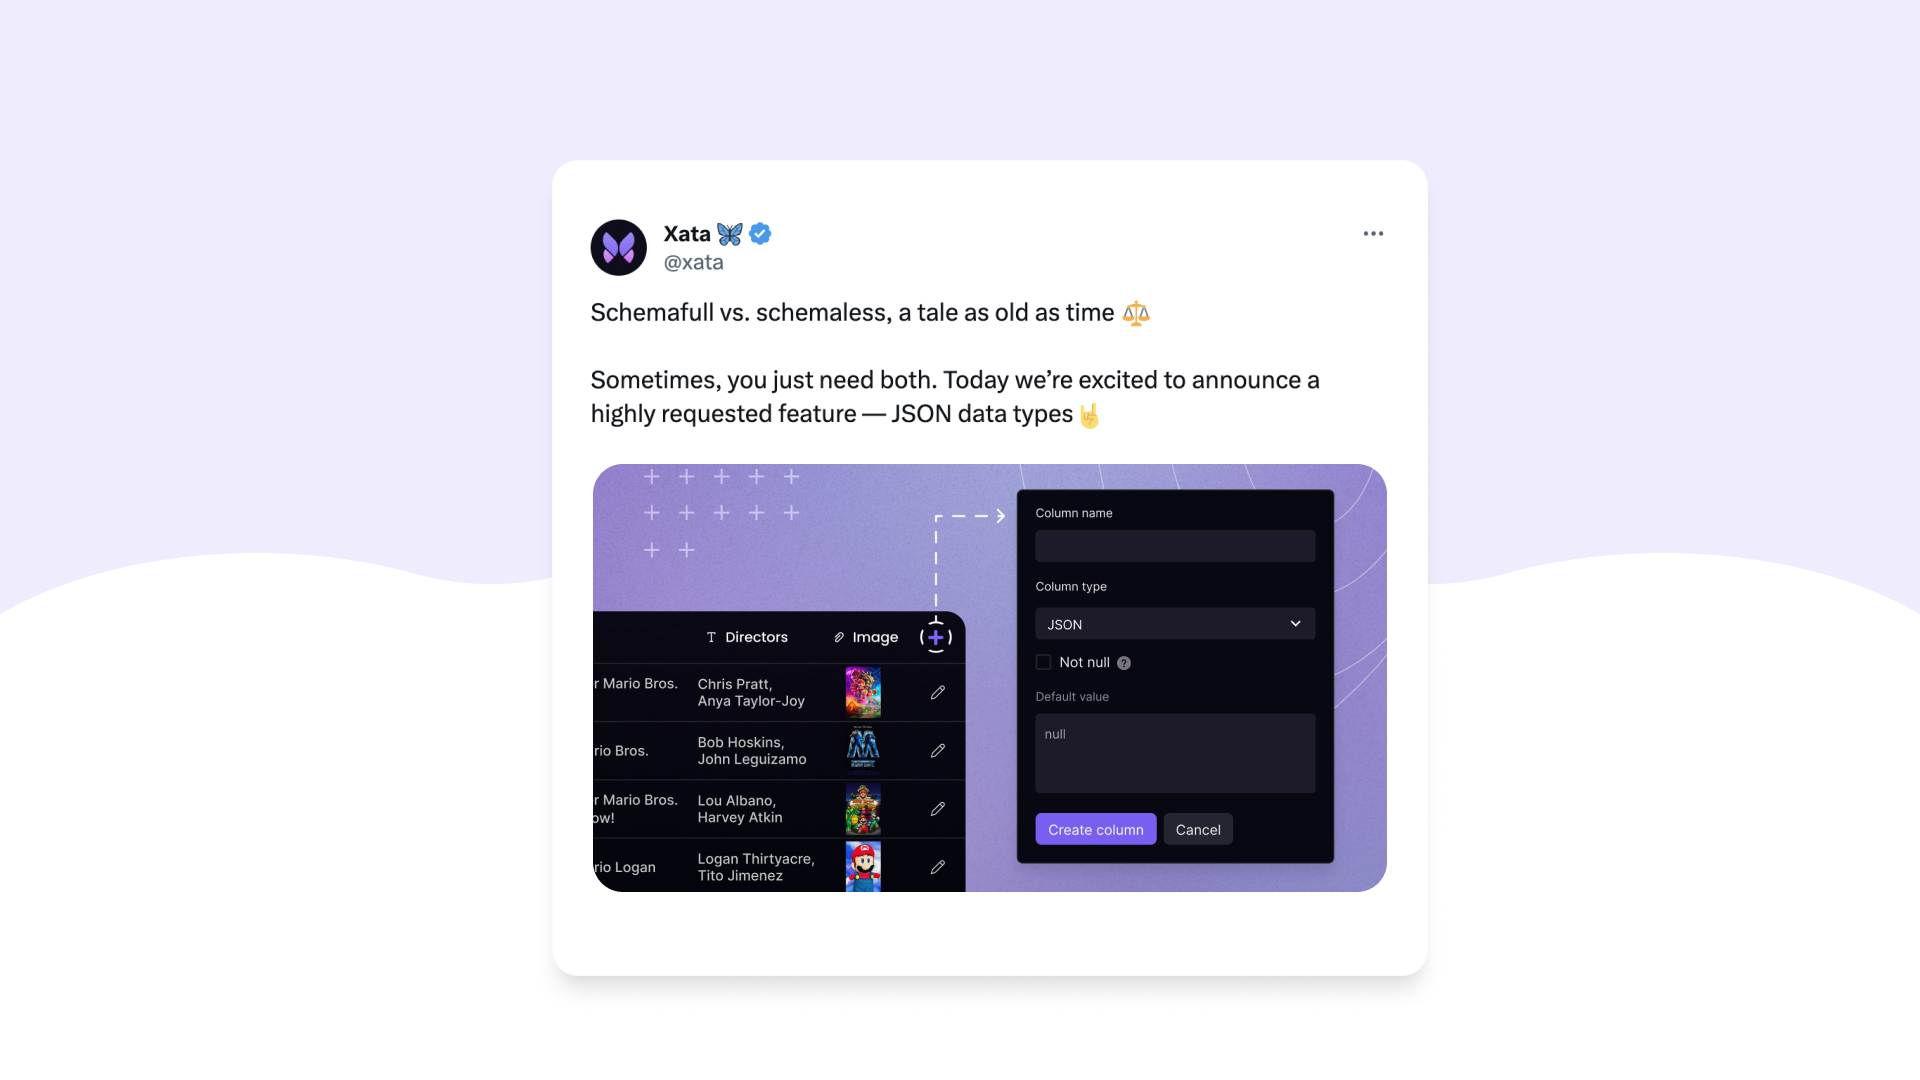 Xata 🦋
@xata
Schemafull vs. schemaless, a tale as old as time ⚖️
Sometimes, you just need both. Today we’re excited to announce a
highly requested feature — JSON data types🤘
Directors
Image
r Mario Bros.
Chris Pratt,
Anya Taylor-Joy
rio Bros.
Bob Hoskins,
John Leguizamo
r Mario Bros.
ow!
Lou Albano,
Harvey Atkin
rio Logan
Logan Thirtyacre,
Tito Jimenez
Column name
Column type
JSON
Not null ?
Default value
null
Create column
Cancel